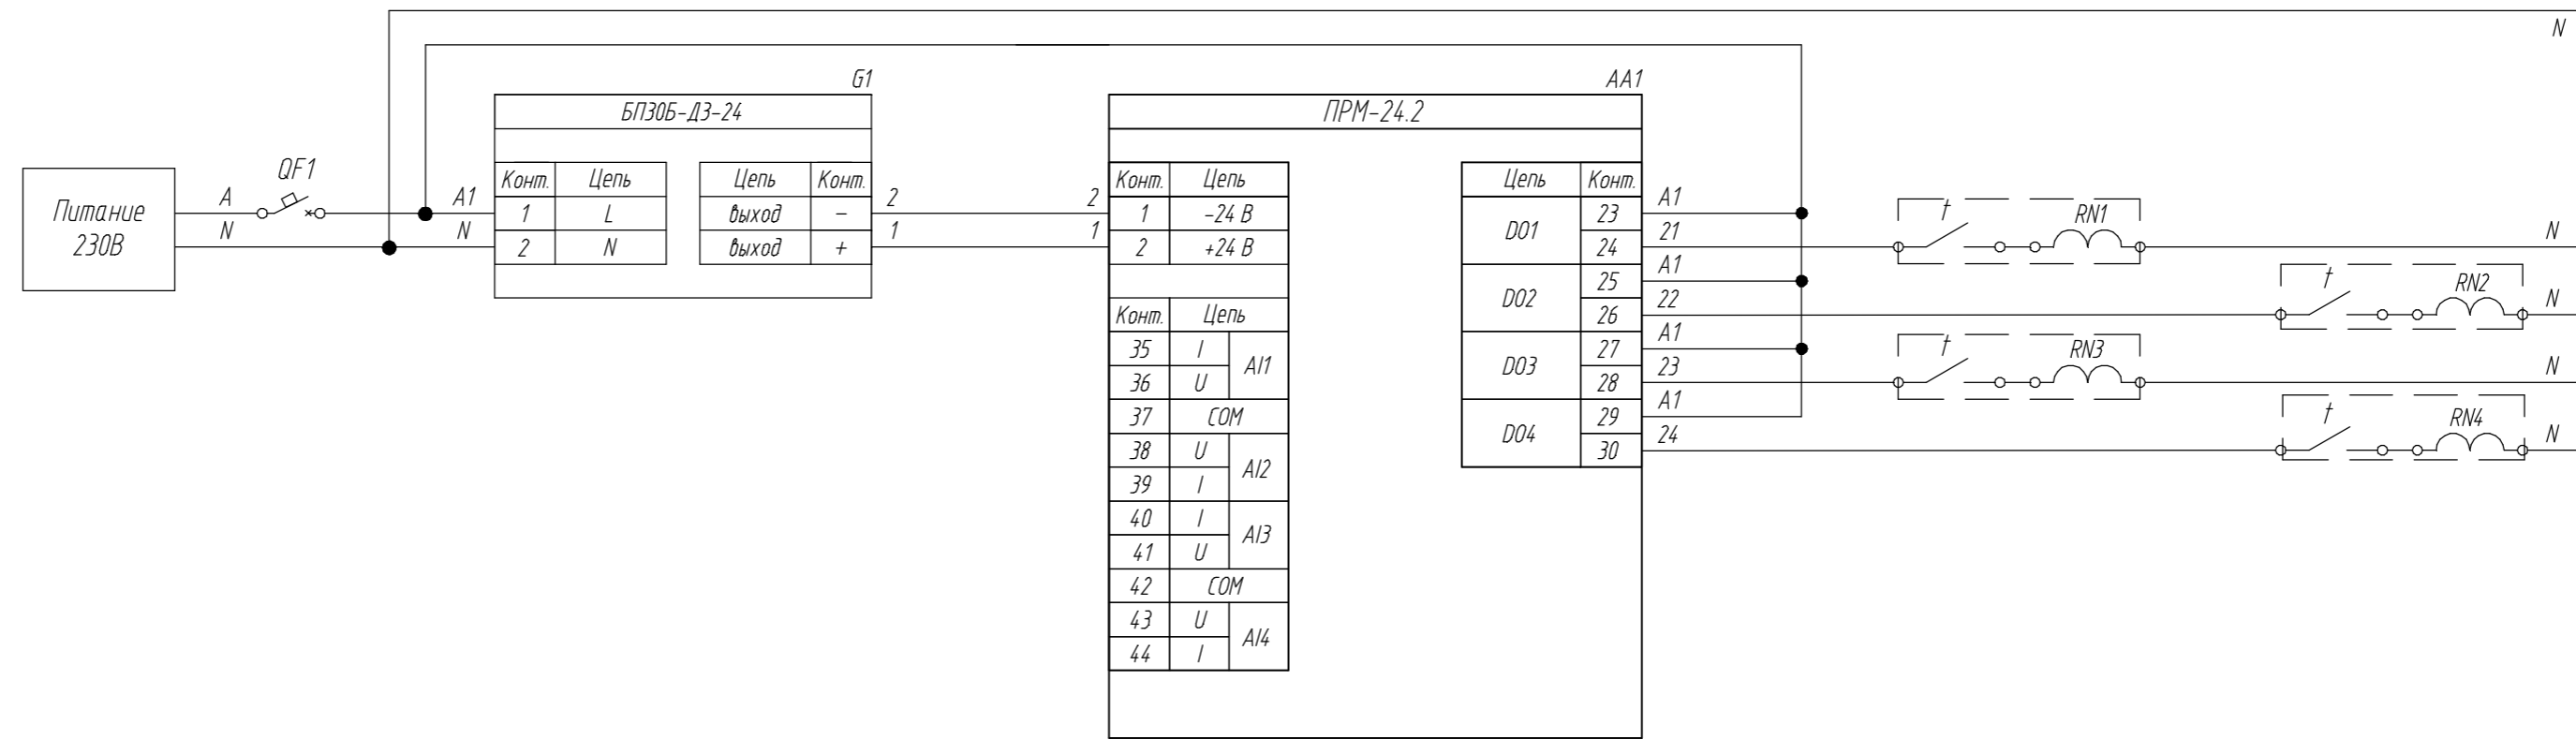 N
G1
AA1
БП30Б-Д3-24
ПРМ-24.2
Питание
230В
A
QF1
A1
N
N
Конт. Цепь Цепь Конт.
1 L выход − 2
2 N выход + 1
2
1
Конт. Цепь
1 -24 В
2 +24 В
Конт. Цепь
35 I AI1
36 U
37 COM
38 U AI2
39 I
40 I AI3
41 U
42 COM
43 U AI4
44 I
Цепь Конт.
DO1 23 A1
24 21
DO2 25 A1
26 22
DO3 27 A1
28 23
DO4 29 A1
30 24
t RN1 N
t RN2 N
t RN3 N
t RN4 N